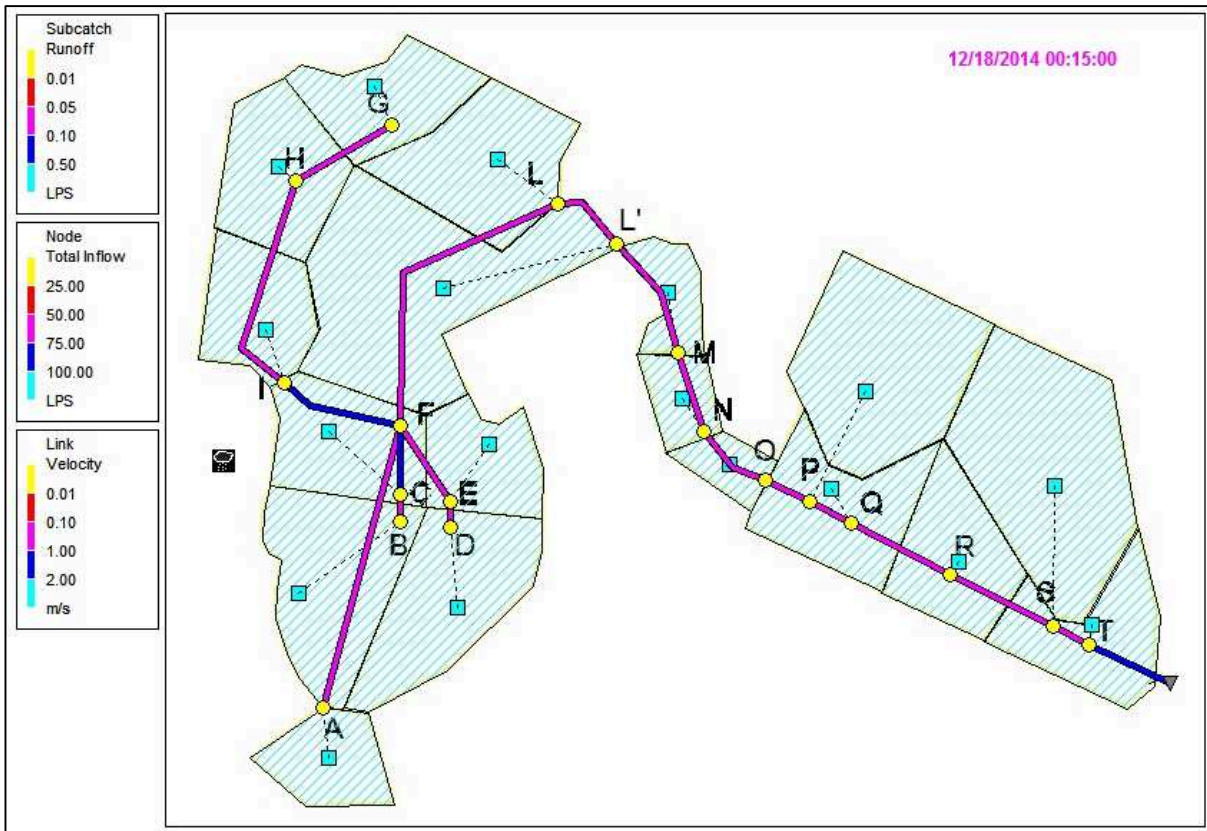 Subcatch
Runoff
0.01
0.05
0.10
0.50
LPS
Node
Total Inflow
25.00
50.00
75.00
100.00
LPS
Link
Velocity
0.01
0.10
1.00
2.00
m/s
12/18/2014 00:15:00
G
H
L
L'
M
I
N
F
O
P
C
E
Q
B
D
R
S
T
A